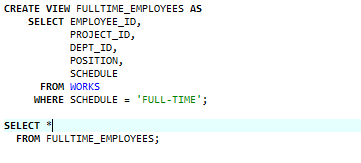 CREATE VIEW FULLTIME_EMPLOYEES AS
SELECT EMPLOYEE_ID,
PROJECT_ID,
DEPT_ID,
POSITION,
SCHEDULE
FROM WORKS
WHERE SCHEDULE = 'FULL-TIME';
SELECT *
FROM FULLTIME_EMPLOYEES;